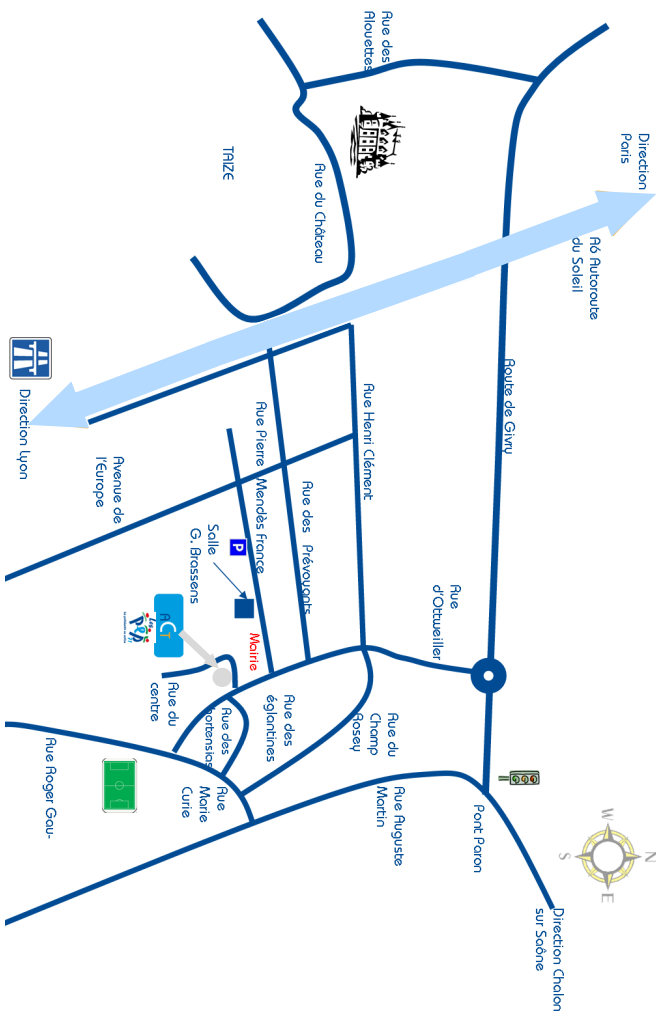 Direction
Paris
A6 Autoroute
du Soleil
Rue des
Alouettes
TAIZE
Rue du Château
Route de Givry
Direction Lyon
Avenue de
l'Europe
Rue Henri Clément
Rue Pierre Mendès France
Rue des Prévoyants
P
Salle
G. Brassens
Mairie
Rue
d'Ottweiller
ACT
LES
PEP
Rue du
centre
Rue des
hortensias
Rue des
églantines
Rue du
Champ
Rosey
Rue
Marie
Curie
Rue Auguste
Martin
Pont Paron
Rue Roger Gau-
Direction Chalon
sur Saône
N
W
E
S